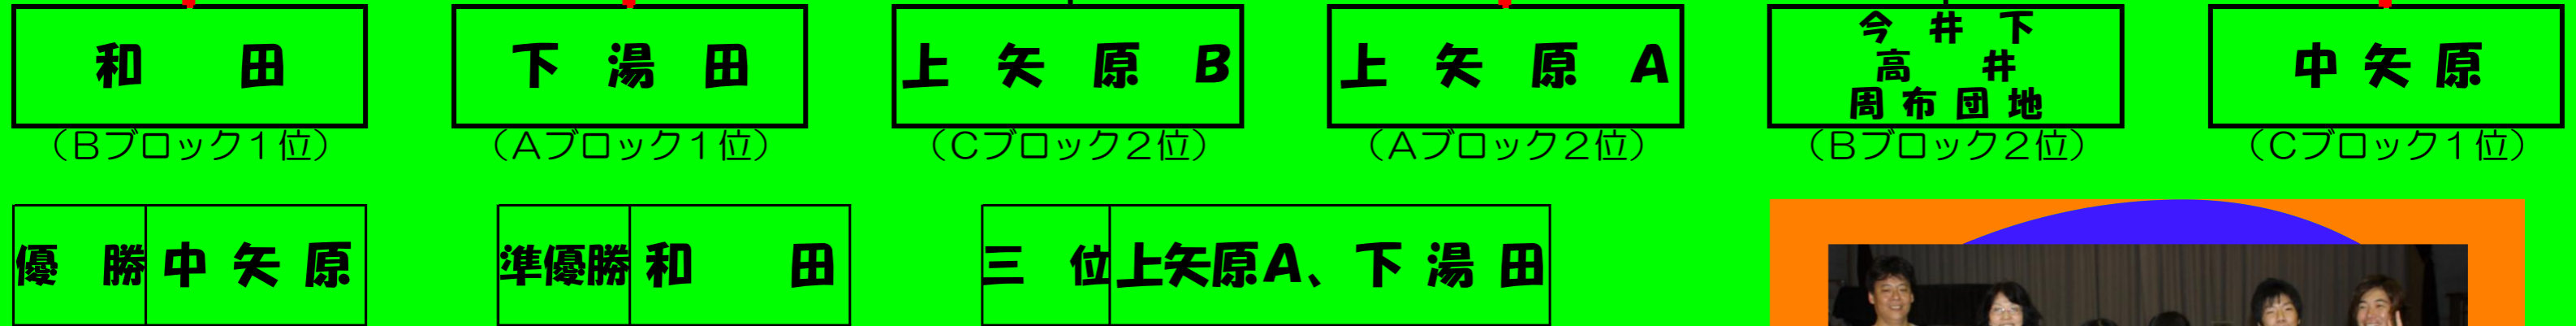 和 田
下 湯 田
上 矢 原 B
上 矢 原 A
今 井 下
高 井
周 布 団 地
中 矢 原
（Bブロック１位）
（Aブロック１位）
（Cブロック２位）
（Aブロック２位）
（Bブロック２位）
（Cブロック１位）
優 勝 中 矢 原
準優勝 和 田
三 位 上矢原A、下 湯 田